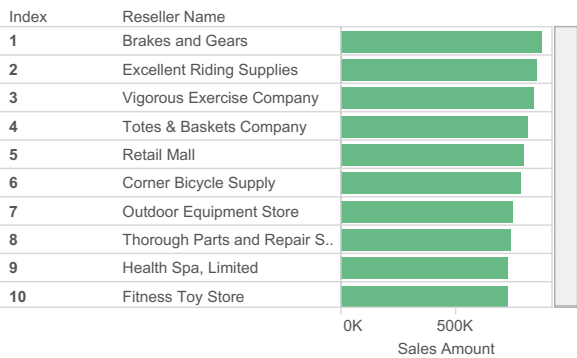 Index Reseller Name
1 Brakes and Gears
2 Excellent Riding Supplies
3 Vigorous Exercise Company
4 Totes & Baskets Company
5 Retail Mall
6 Corner Bicycle Supply
7 Outdoor Equipment Store
8 Thorough Parts and Repair S..
9 Health Spa, Limited
10 Fitness Toy Store
0K 500K
Sales Amount